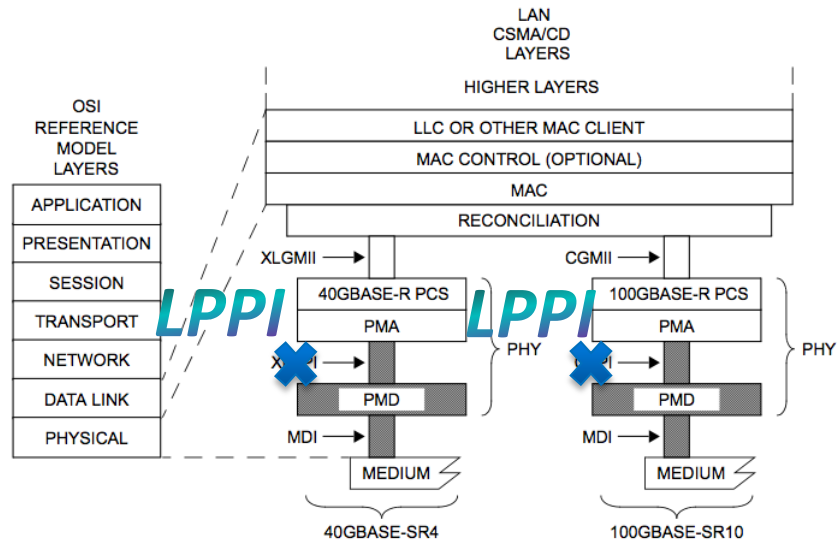 LAN
CSMA/CD
LAYERS
HIGHER LAYERS
OSI
REFERENCE
MODEL
LAYERS
LLC OR OTHER MAC CLIENT
MAC CONTROL (OPTIONAL)
MAC
RECONCILIATION
APPLICATION
PRESENTATION
SESSION
TRANSPORT
NETWORK
DATA LINK
PHYSICAL
XLGMII
CGMII
LPPI
40GBASE-R PCS
LPPI
100GBASE-R PCS
PMA
PMA
PHY
PHY
PMD
PMD
MDI
MDI
MEDIUM
MEDIUM
40GBASE-SR4
100GBASE-SR10